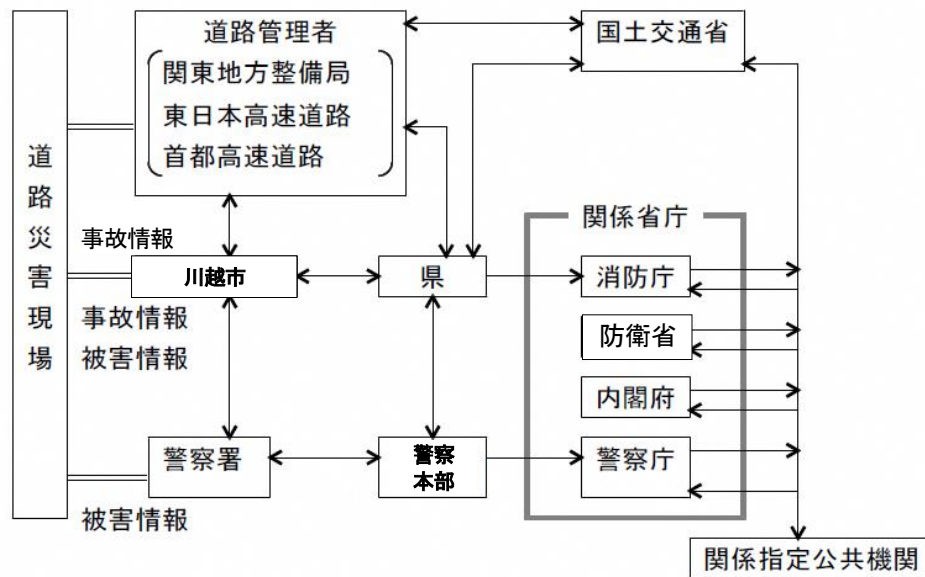 道路管理者
関東地方整備局
東日本高速道路
首都高速道路
国土交通省
道路災害現場
事故情報
川越市
県
関係省庁
消防庁
事故情報
被害情報
防衛省
内閣府
警察署
警察
本部
警察庁
被害情報
関係指定公共機関